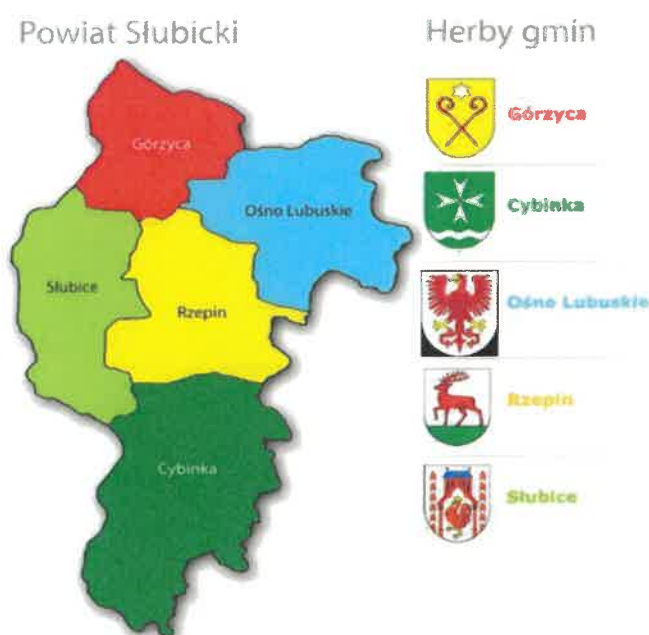 Powiat Słubicki
Herby gmin
Górzyca
Ośno Lubuskie
Słubice
Rzepin
Cybinka
Górzyca
Cybinka
Ośno Lubuskie
Rzepin
Słubice